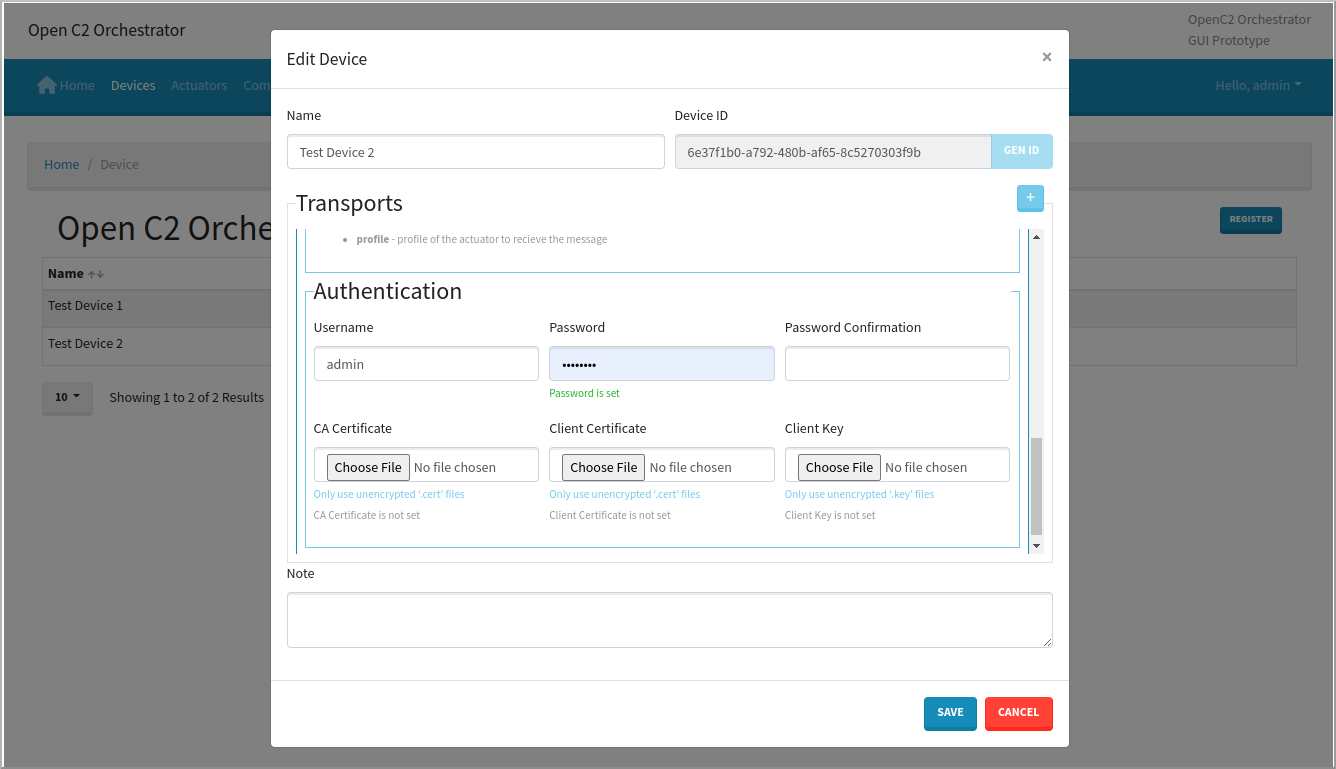 Open C2 Orchestrator
OpenC2 Orchestrator
GUI Prototype
Home
Devices
Actuators
Com
Hello, admin
Home / Device
Open C2 Orche
REGISTER
Name
Test Device 1
Test Device 2
10
Showing 1 to 2 of 2 Results
Edit Device
×
Name
Device ID
Test Device 2
6e37f1b0-a792-480b-af65-8c5270303f9b
GEN ID
Transports
+
• profile - profile of the actuator to recieve the message
Authentication
Username
Password
Password Confirmation
admin
••••••••
Password is set
CA Certificate
Client Certificate
Client Key
Choose File No file chosen
Choose File No file chosen
Choose File No file chosen
Only use unencrypted '.cert' files
Only use unencrypted '.cert' files
Only use unencrypted '.key' files
CA Certificate is not set
Client Certificate is not set
Client Key is not set
Note
SAVE
CANCEL